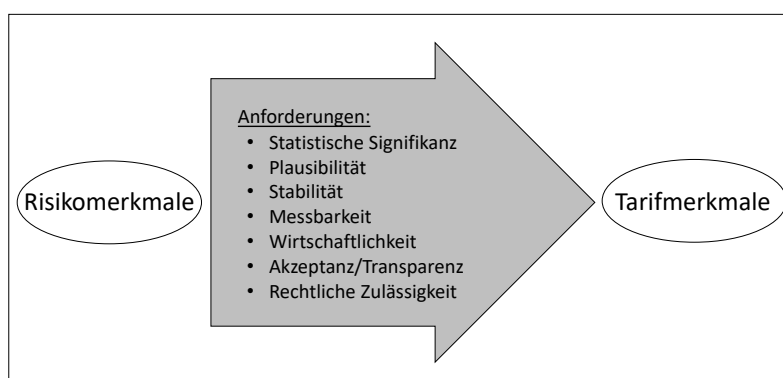 Risikomerkmale
Anforderungen:
• Statistische Signifikanz
• Plausibilität
• Stabilität
• Messbarkeit
• Wirtschaftlichkeit
• Akzeptanz/Transparenz
• Rechtliche Zulässigkeit
Tarifmerkmale